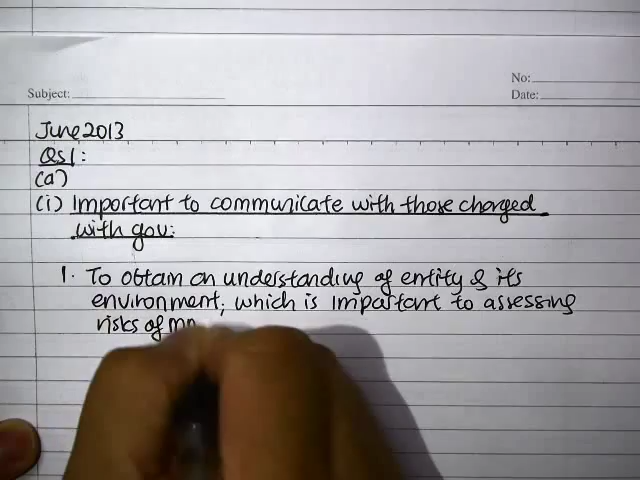 No:
Subject:
Date:
June 2013
Qs1:
(a)
(i) Important to communicate with those charged
with gov:
1. To obtain an understanding of entity & its
environment, which is important to assessing
risks of